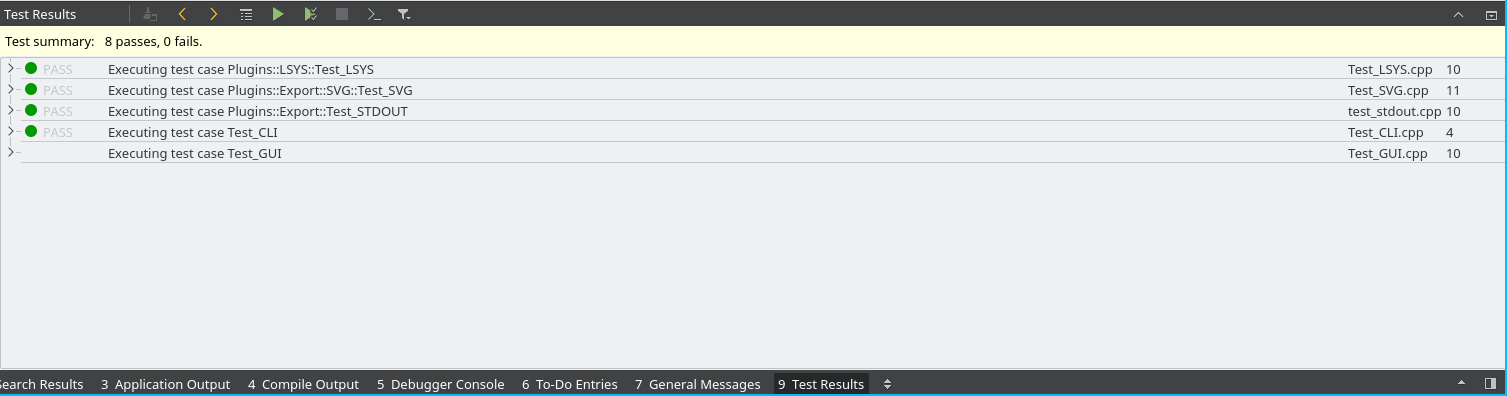 Test Results
Test summary: 8 passes, 0 fails.
PASS Executing test case Plugins::LSYS::Test_LSYS Test_LSYS.cpp 10
PASS Executing test case Plugins::Export::SVG::Test_SVG Test_SVG.cpp 11
PASS Executing test case Plugins::Export::Test_STDOUT test_stdout.cpp 10
PASS Executing test case Test_CLI Test_CLI.cpp 4
Executing test case Test_GUI Test_GUI.cpp 10
Search Results 3 Application Output 4 Compile Output 5 Debugger Console 6 To-Do Entries 7 General Messages 9 Test Results